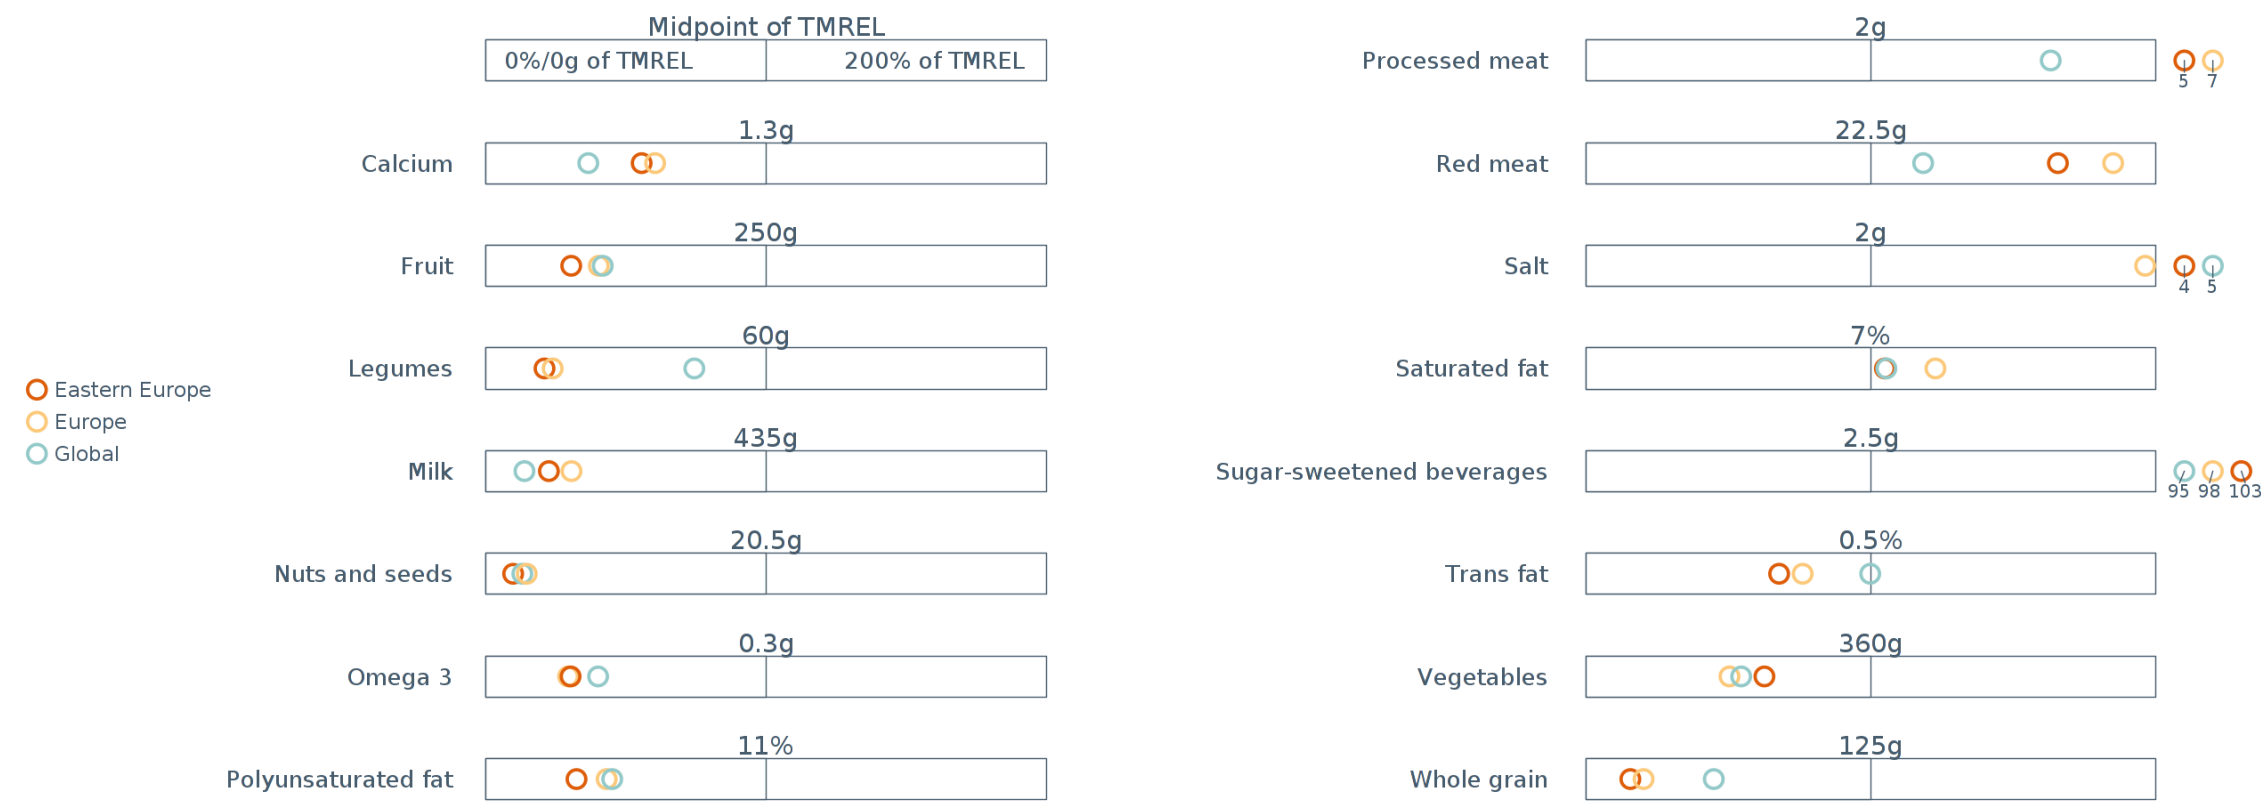 Midpoint of TMREL
0%/0g of TMREL 200% of TMREL
Calcium
1.3g
Fruit
250g
Legumes
60g
Milk
435g
Nuts and seeds
20.5g
Omega 3
0.3g
Polyunsaturated fat
11%
Eastern Europe
Europe
Global
Processed meat
2g
5 7
Red meat
22.5g
Salt
2g
4 5
Saturated fat
7%
Sugar-sweetened beverages
2.5g
95 98 103
Trans fat
0.5%
Vegetables
360g
Whole grain
125g